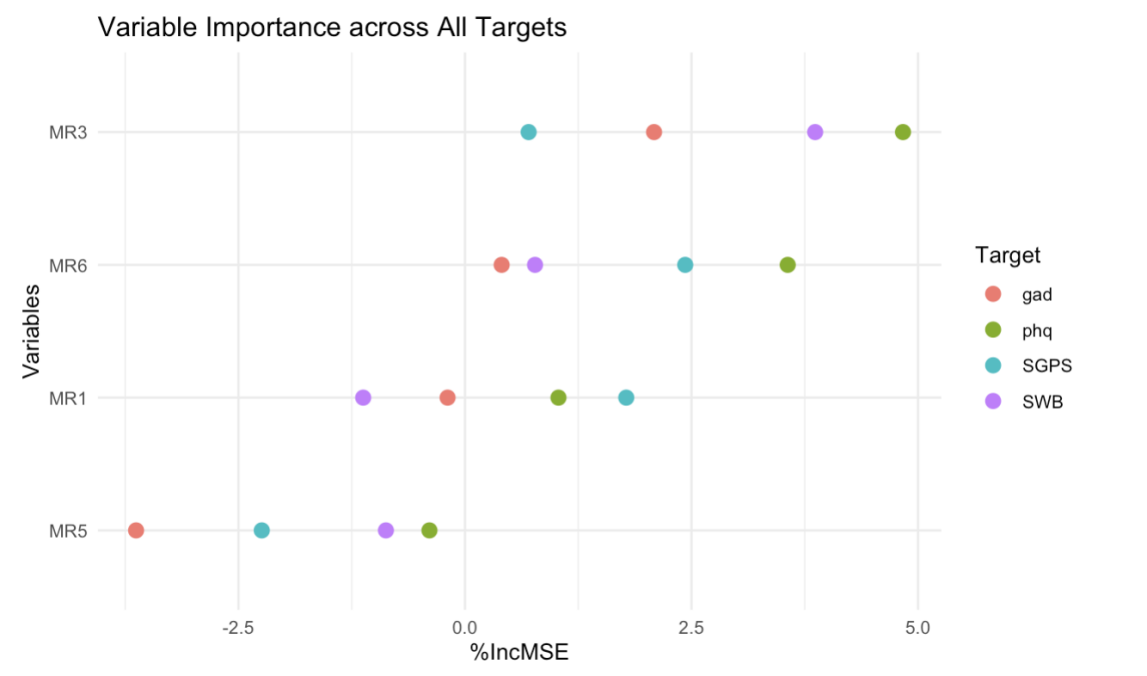 Variable Importance across All Targets
Variables
MR3
MR6
MR1
MR5
-2.5 0.0 2.5 5.0
%IncMSE
Target
gad
phq
SGPS
SWB